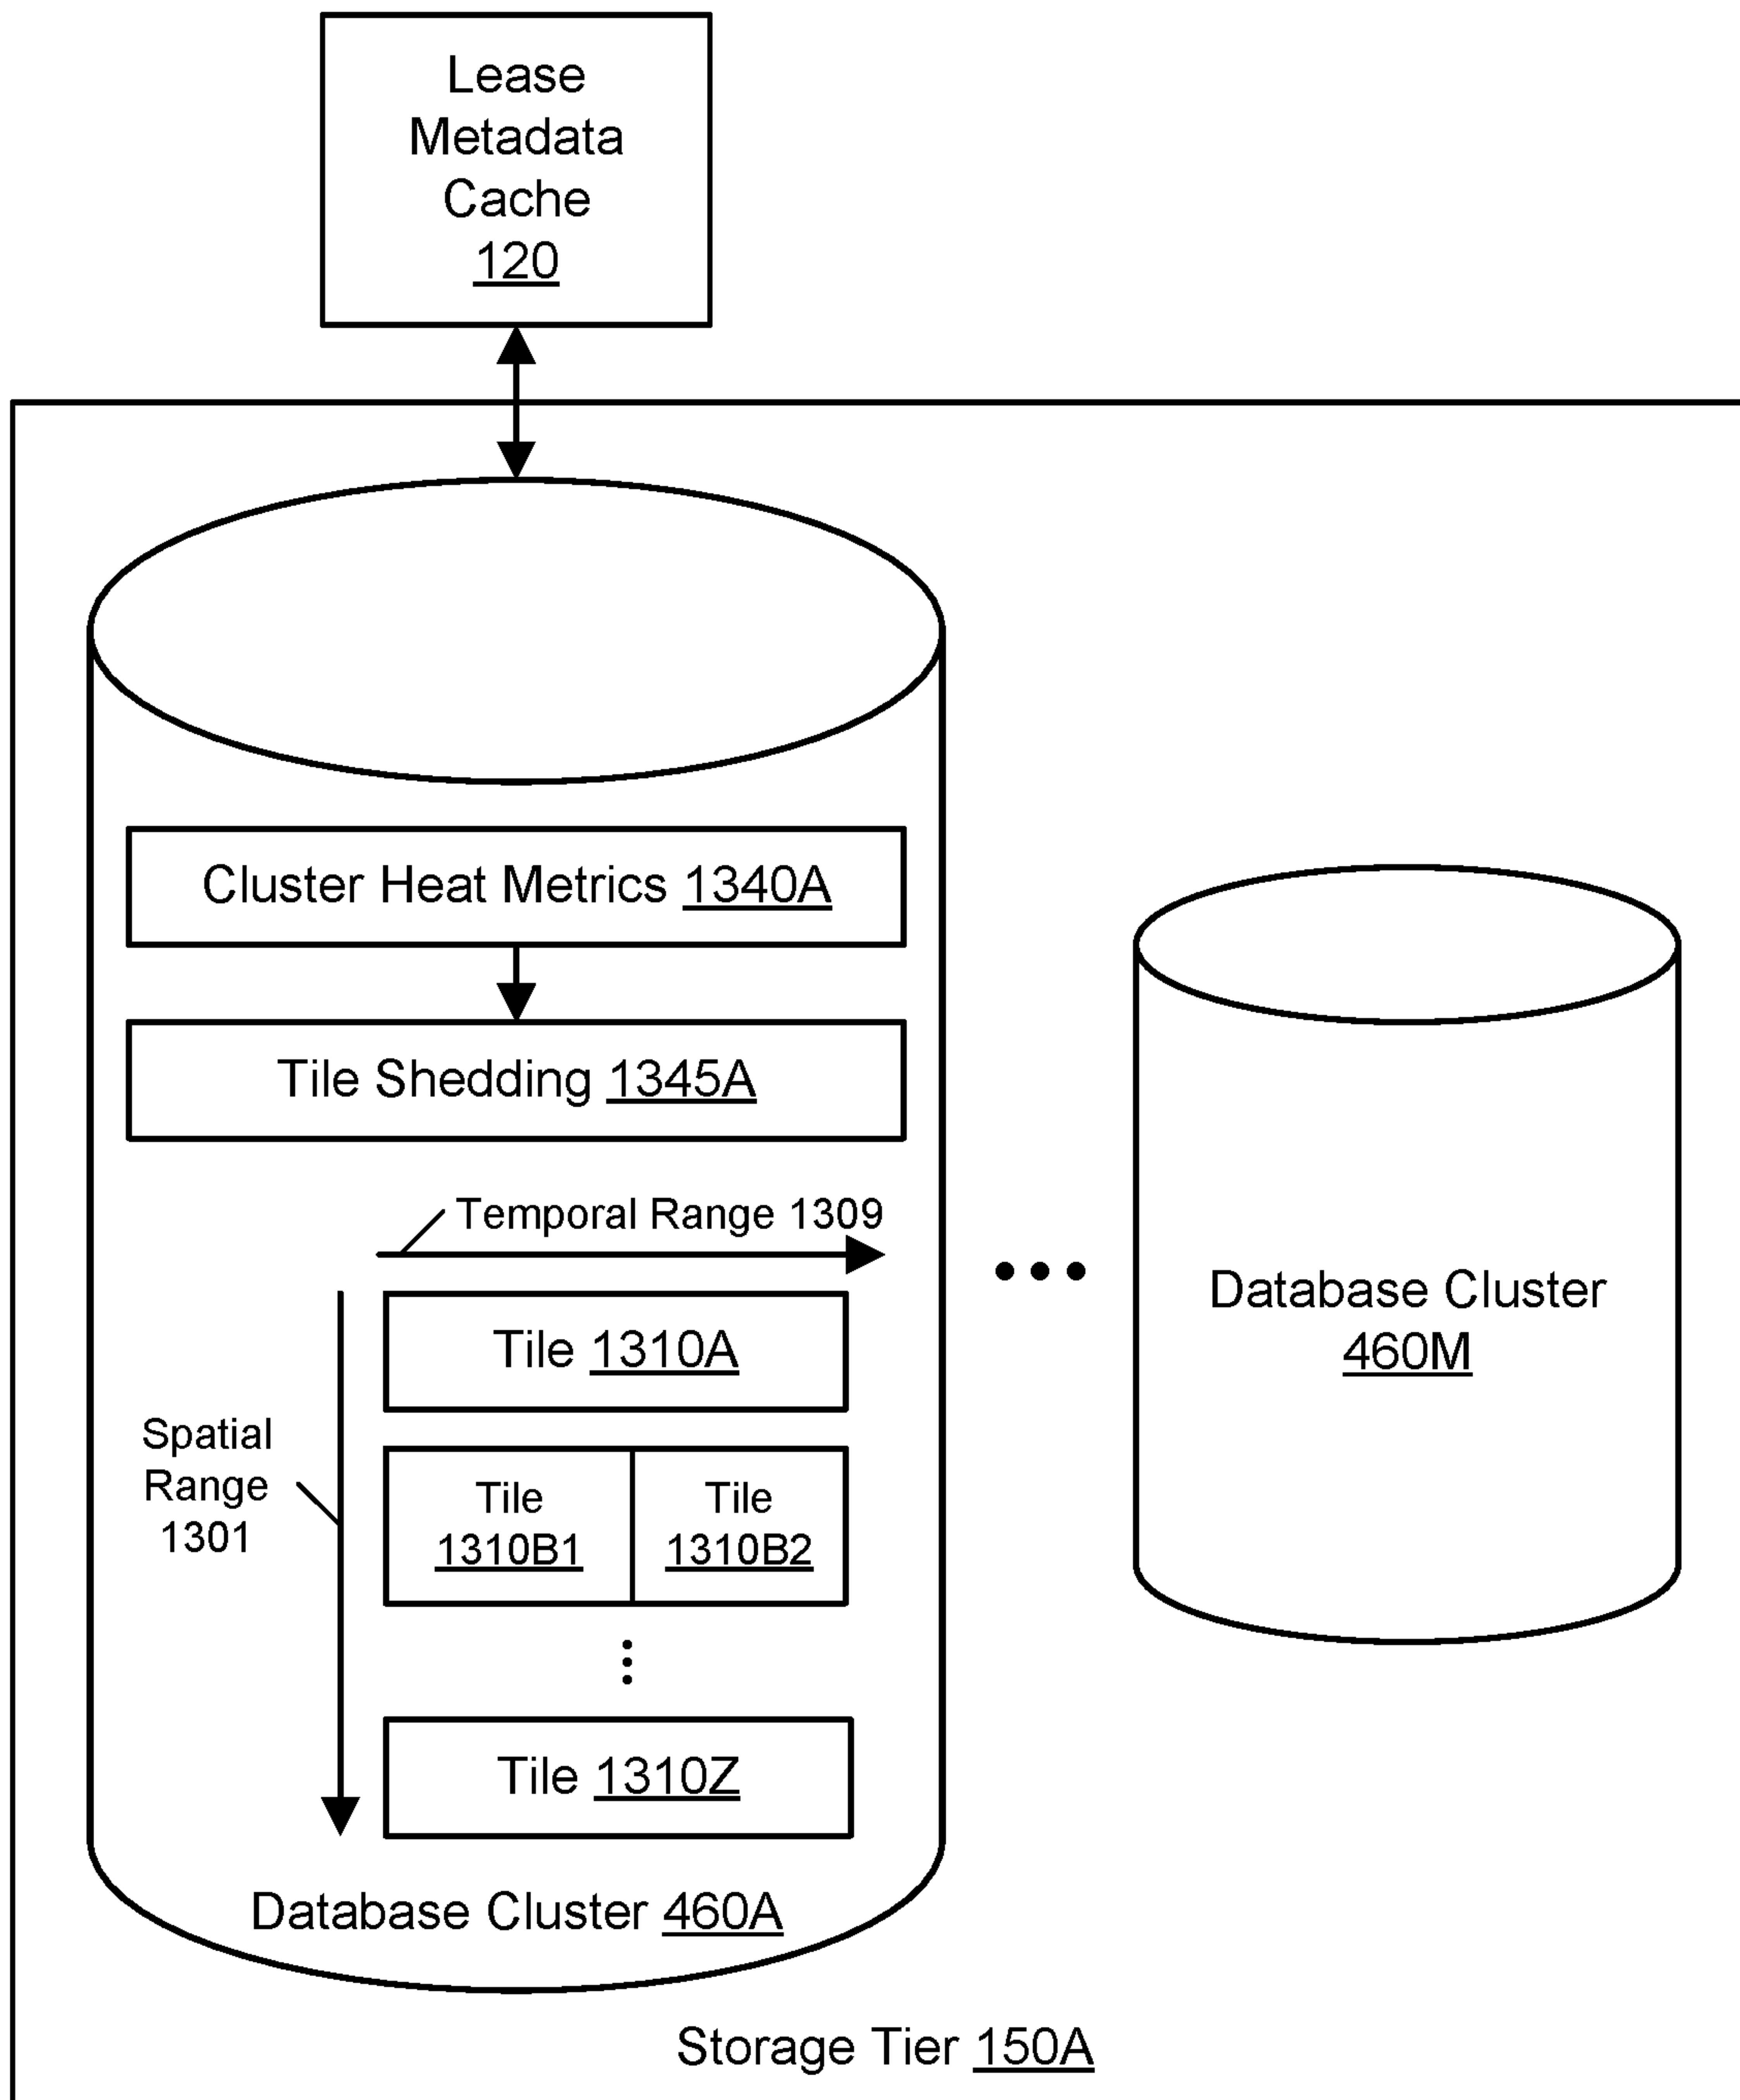 Lease
Metadata
Cache
120
Cluster Heat Metrics 1340A
Tile Shedding 1345A
Temporal Range 1309
Tile 1310A
Spatial
Range
1301
Tile
1310B1
Tile
1310B2
Tile 1310Z
Database Cluster 460A
Database Cluster
460M
Storage Tier 150A